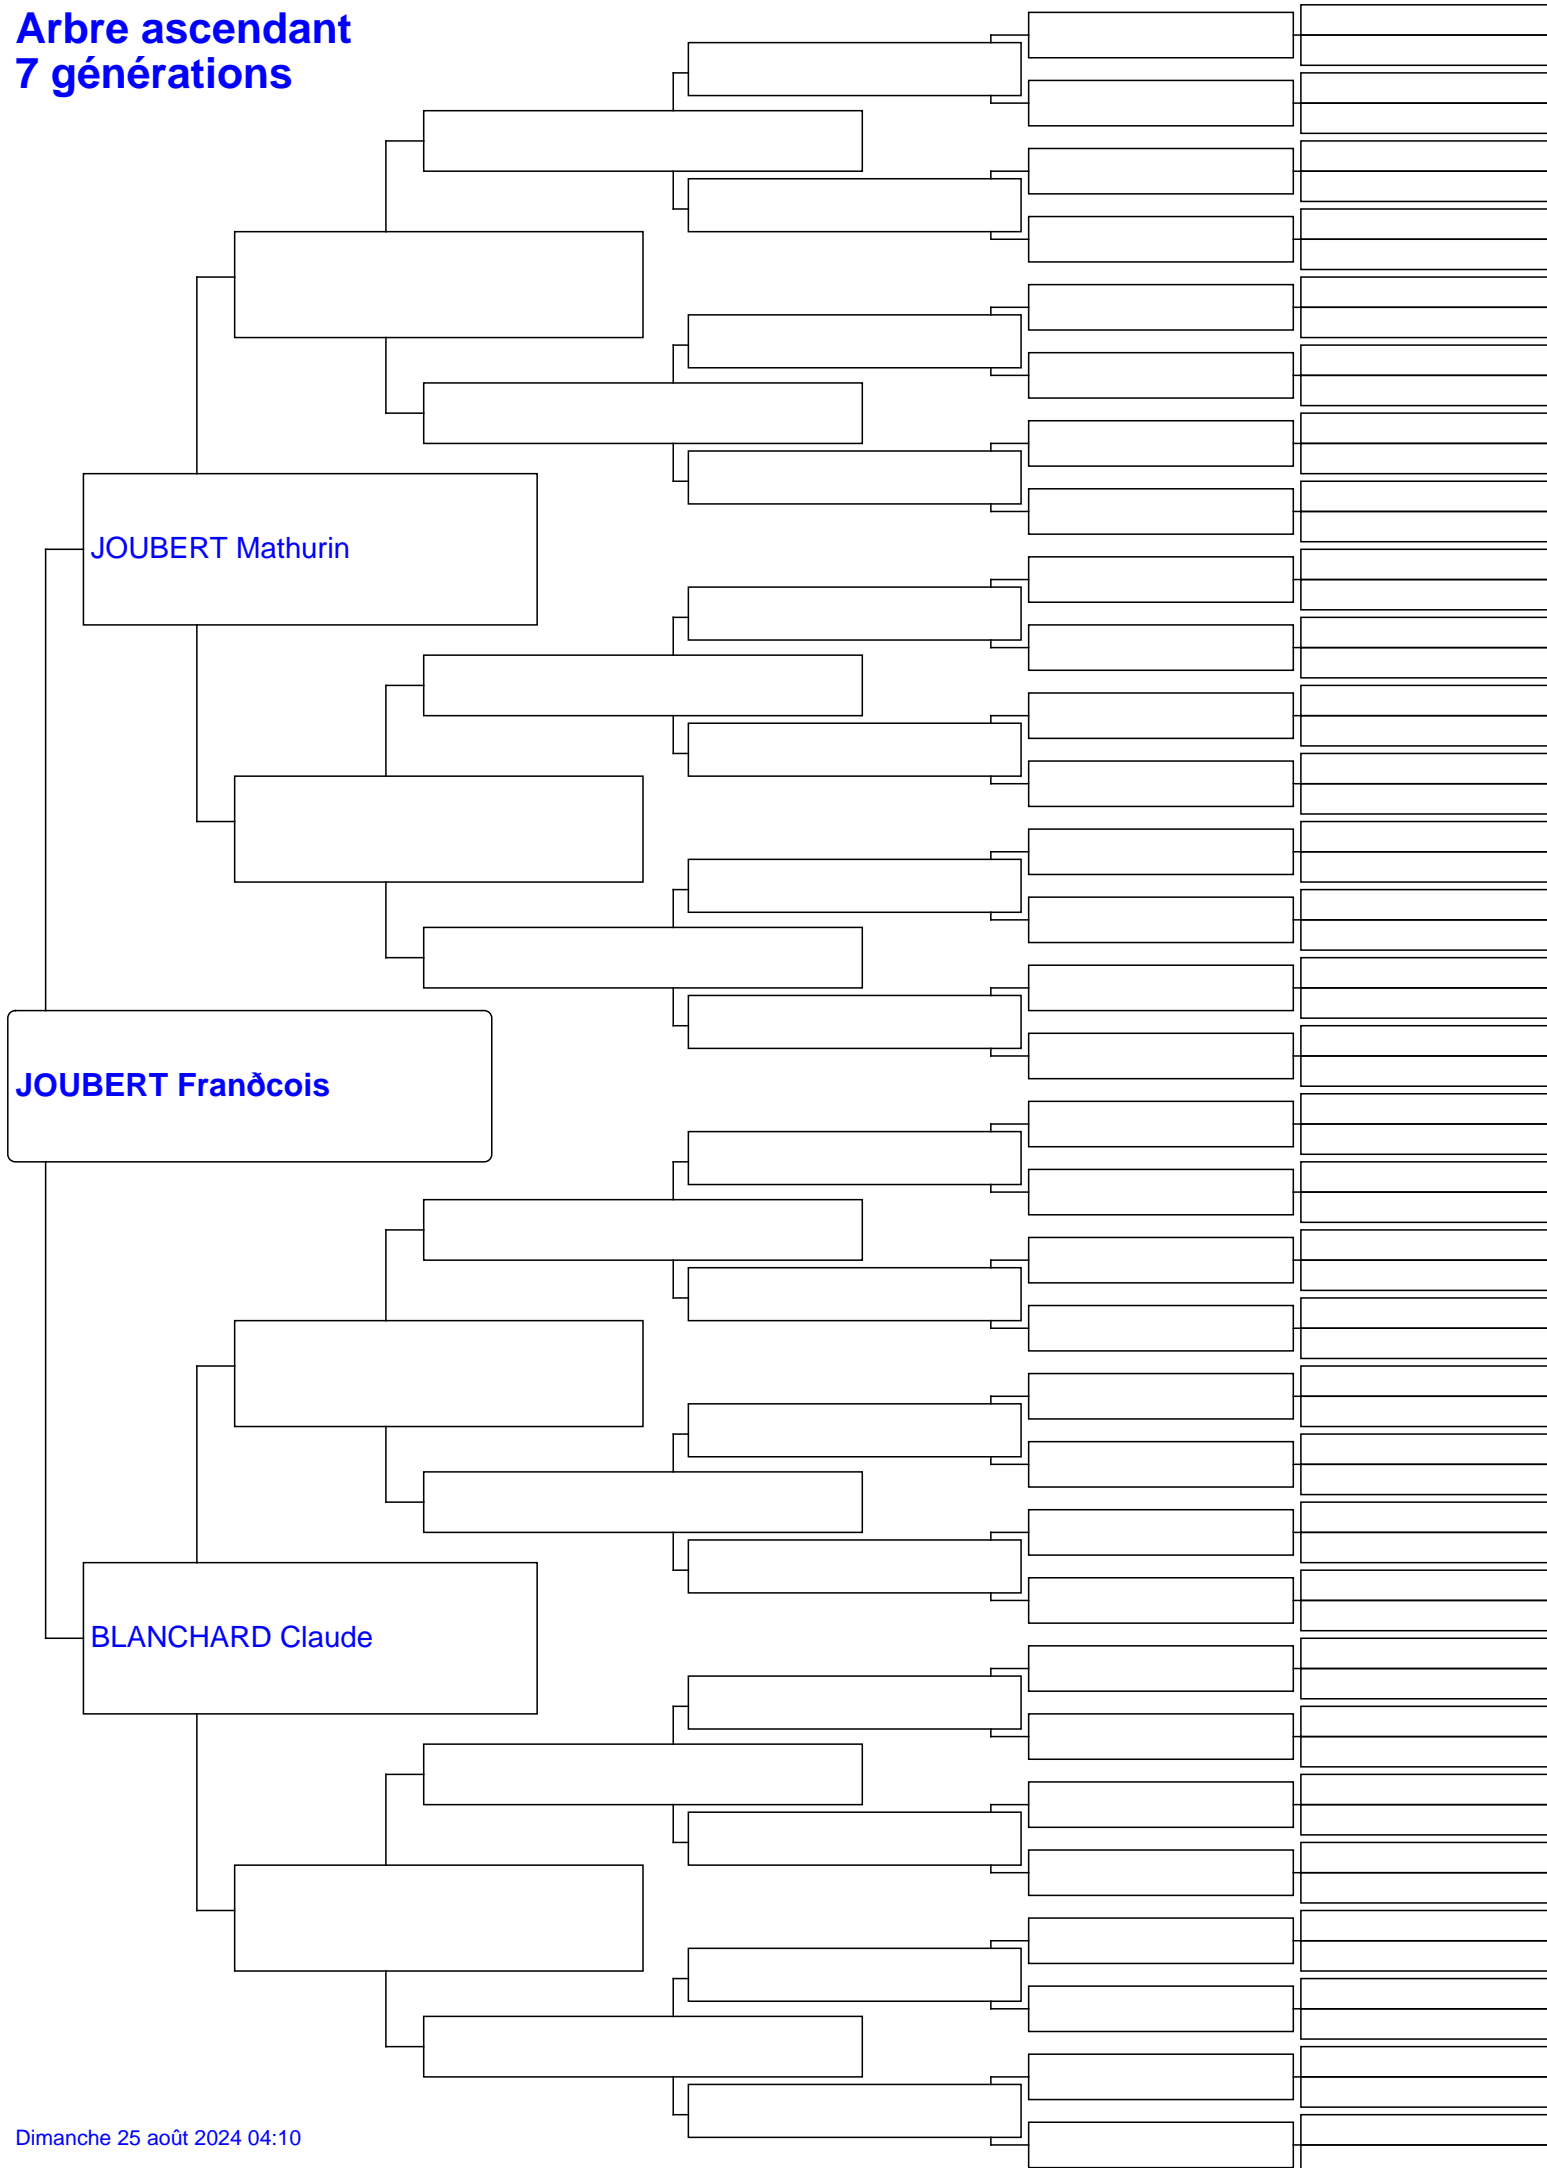 Arbre ascendant
7 générations
JOUBERT Mathurin
JOUBERT Franðcois
BLANCHARD Claude
Dimanche 25 août 2024 04:10